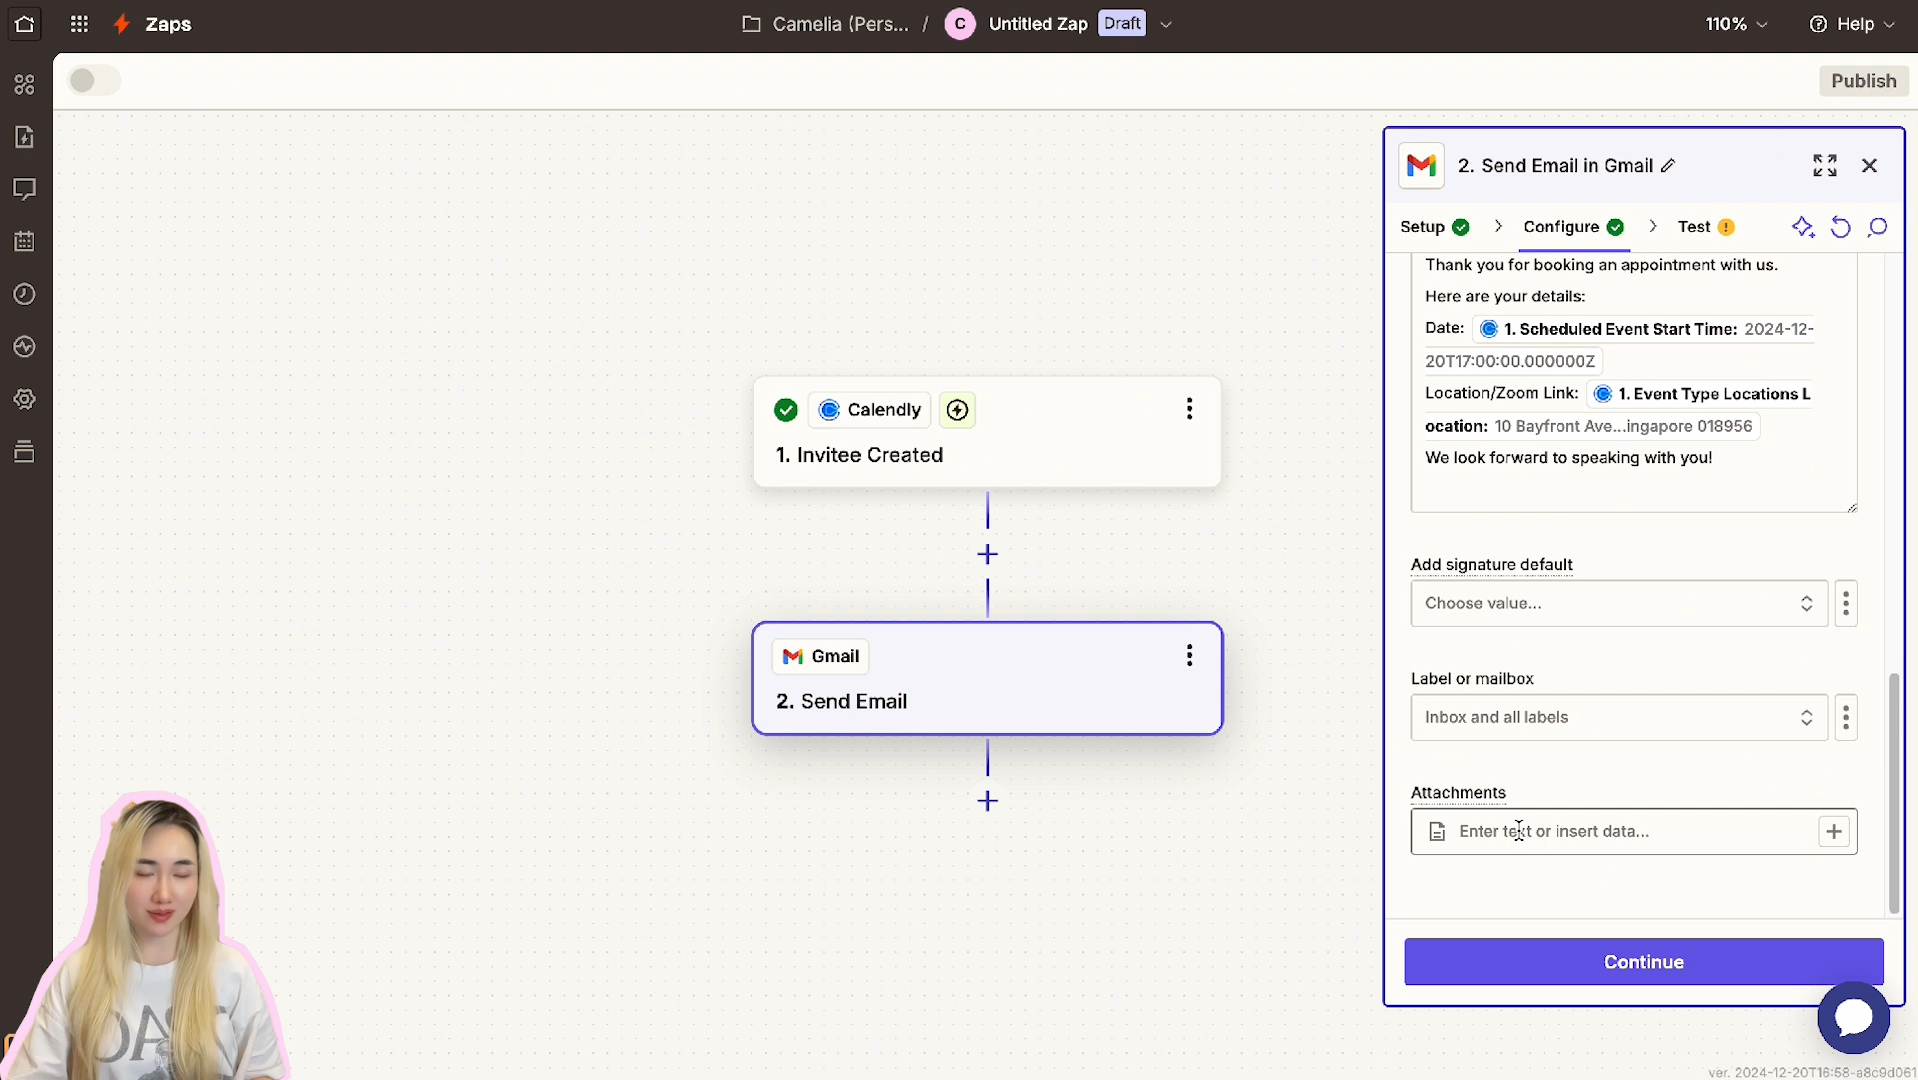 Zaps
Camelia (Pers... / C Untitled Zap Draft
110%
Help
Publish
2. Send Email in Gmail
Setup
Configure
Test
Thank you for booking an appointment with us.
Here are your details:
Date: 1. Scheduled Event Start Time: 2024-12-
20T17:00:00.000000Z
Location/Zoom Link: 1. Event Type Locations L
ocation: 10 Bayfront Ave...ingapore 018956
We look forward to speaking with you!
Add signature default
Choose value...
Label or mailbox
Inbox and all labels
Attachments
Enter text or insert data...
Continue
Calendly
1. Invitee Created
Gmail
2. Send Email
ver. 2024-12-20T16:58-a8c9d061